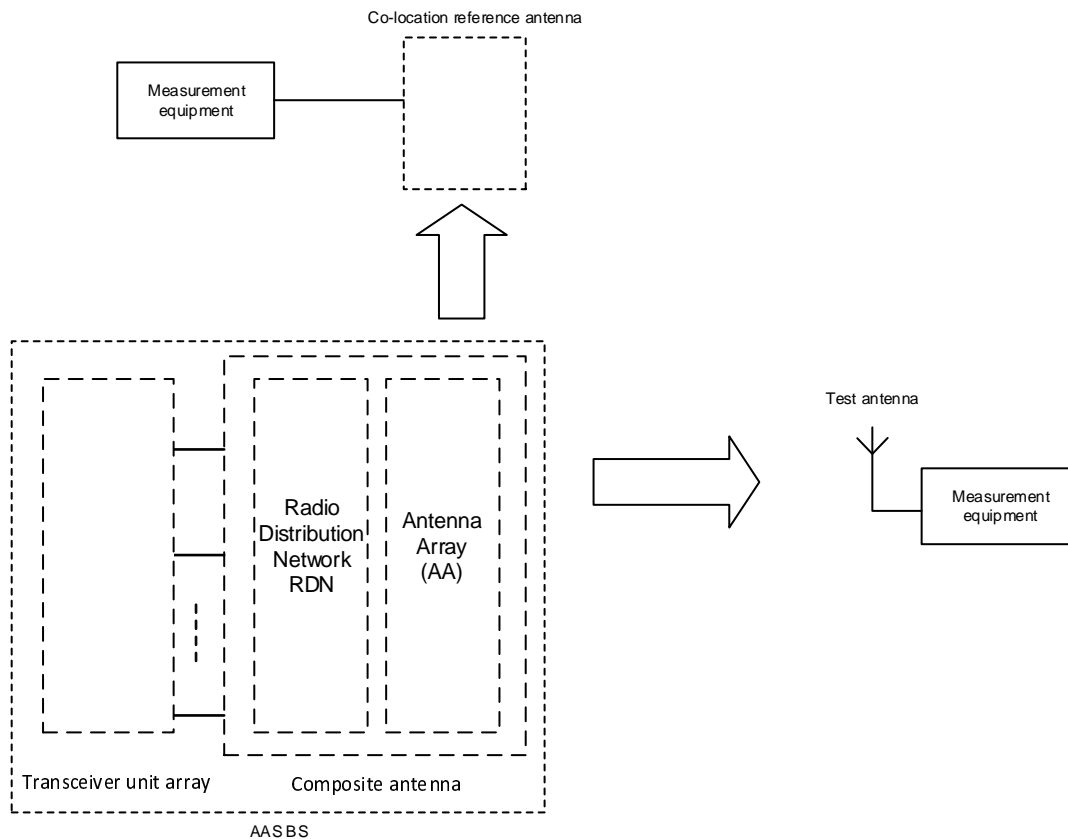 Co-location reference antenna
Measurement
equipment
Test antenna
Measurement
equipment
Radio
Distribution
Network
RDN
Antenna
Array
(AA)
Transceiver unit array
Composite antenna
AAS BS